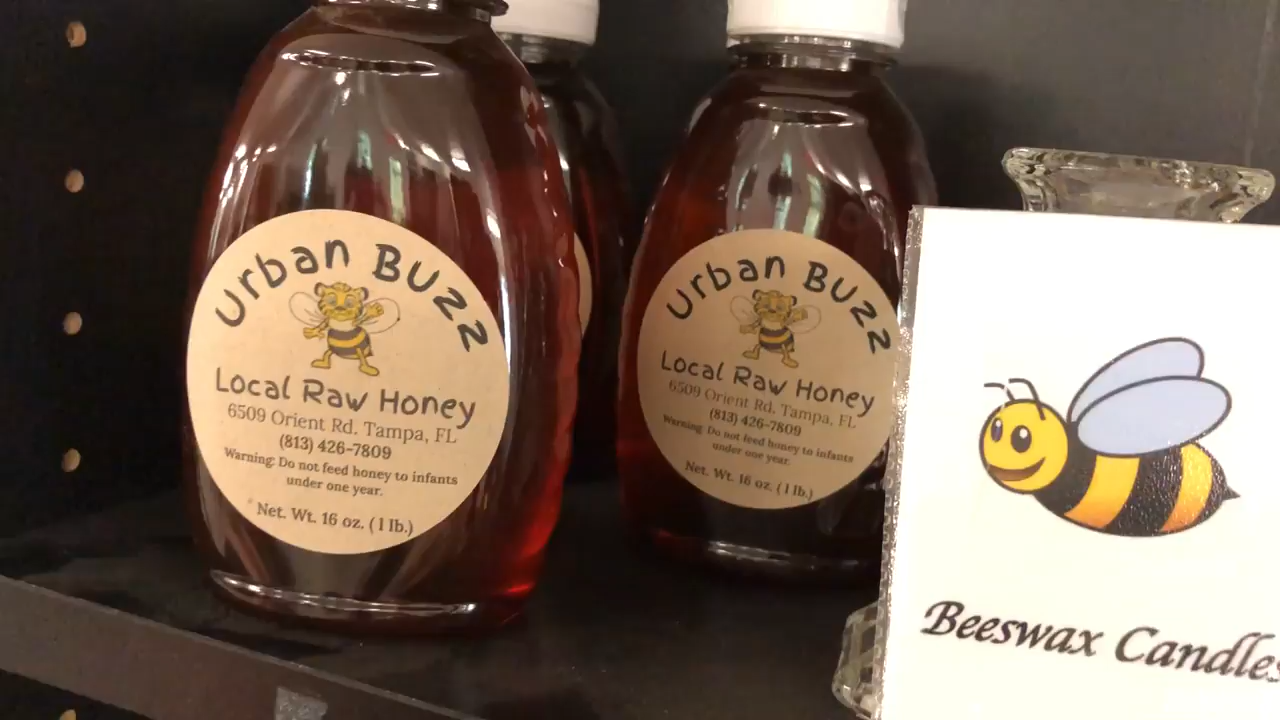 Urban Buzz
Local Raw Honey
6509 Orient Rd, Tampa, FL
(813) 426-7809
Warning: Do not feed honey to infants
under one year.
Net. Wt. 16 oz. (1 lb.)
Urban Buzz
Local Raw Honey
6509 Orient Rd, Tampa, FL
(813) 426-7809
Warning: Do not feed honey to infants
under one year.
Net. Wt. 16 oz. (1 lb.)
Beeswax Candles